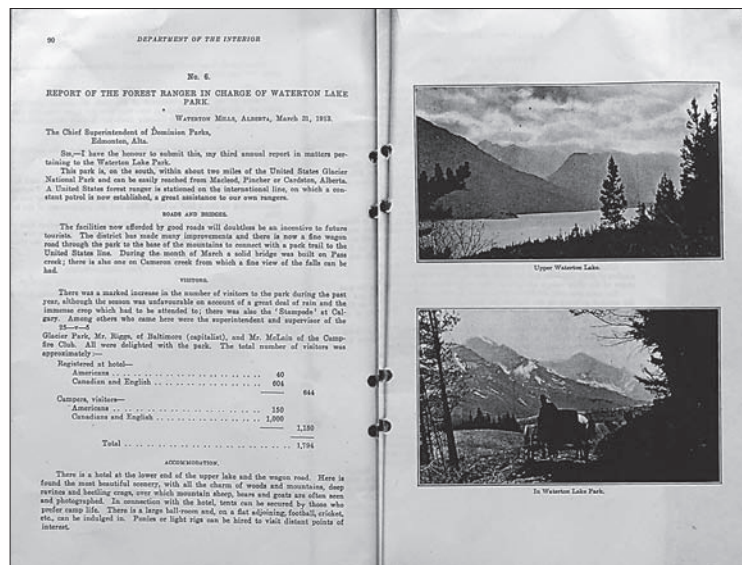 90
DEPARTMENT OF THE INTERIOR
No. 6.
REPORT OF THE FOREST RANGER IN CHARGE OF WATERTON LAKE
PARK.
WATERTON MILLS, ALBERTA, March 31, 1913.
The Chief Superintendent of Dominion Parks,
Edmonton, Alta.
SIR,—I have the honour to submit this, my third annual report in matters per-
taining to the Waterton Lake Park.
This park is, on the south, within about two miles of the United States Glacier
National Park and can be easily reached from Macleod, Pincher or Cardston, Alberta.
A United States forest ranger is stationed on the international line, on which a con-
stant patrol is now established, a great assistance to our own rangers.
ROADS AND BRIDGES.
The facilities now afforded by good roads will doubtless be an incentive to future
tourists. The district has made many improvements and there is now a fine wagon
road through the park to the base of the mountains to connect with a pack trail to the
United States line. During the month of March a solid bridge was built on Pass
creek; there is also one on Cameron creek from which a fine view of the falls can be
had.
VISITORS.
There was a marked increase in the number of visitors to the park during the past
year, although the season was unfavourable on account of a great deal of rain and the
immense crop which had to be attended to; there was also the 'Stampede' at Cal-
gary. Among others who came here were the superintendent and supervisor of the
25—v—5
Glacier Park, Mr. Riggs, of Baltimore (capitalist), and Mr. McLain of the Camp-
fire Club. All were delighted with the park. The total number of visitors was
approximately:—
Registered at hotel—
Americans .. .. .. .. .. .. .. .. .. .. .. .. 40
Canadian and English .. .. .. .. .. .. .. .. .. 604
644
Campers, visitors—
Americans .. .. .. .. .. .. .. .. .. .. .. .. 150
Canadians and English .. .. .. .. .. .. .. .. .. 1,000
1,150
Total .. .. .. .. .. .. .. .. .. .. .. .. .. 1,794
ACCOMMODATION.
There is a hotel at the lower end of the upper lake and the wagon road. Here is
found the most beautiful scenery, with all the charm of woods and mountains, deep
ravines and beetling crags, over which mountain sheep, bears and goats are often seen
and photographed. In connection with the hotel, tents can be secured by those who
prefer camp life. There is a large ball-room and, on a flat adjoining, football, cricket,
etc., can be indulged in. Ponies or light rigs can be hired to visit distant points of
interest.
Upper Waterton Lake.
In Waterton Lake Park.